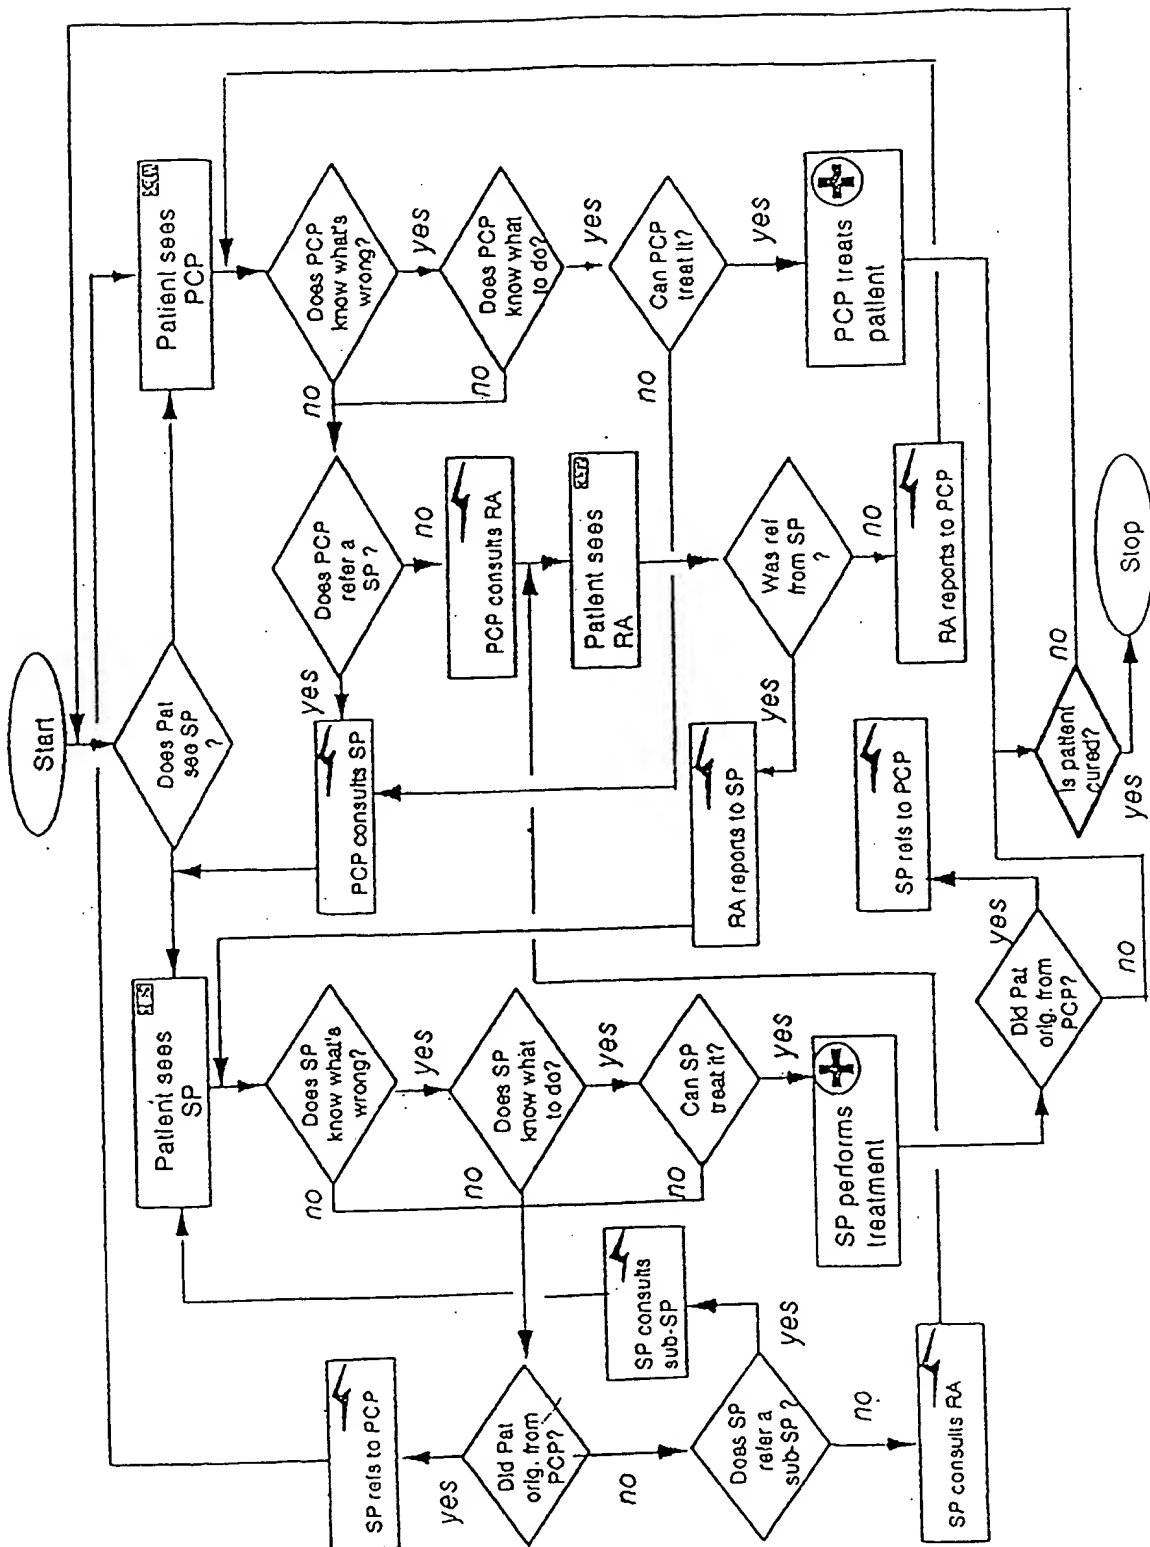 Start
Does Pat
see SP
?
Patient sees
SP
Patient sees
PCP
Does SP
know what's
wrong?
no
yes
Does SP
know what
to do?
no
yes
Can SP
treat it?
no
yes
SP performs
treatment
Did Pat
orig. from
PCP?
yes
no
SP refs to PCP
SP refs to PCP
Did Pat
orig. from
PCP?
yes
no
Does SP
refer a
sub-SP ?
yes
no
SP consults
sub-SP
SP consults RA
Does PCP
know what's
wrong?
no
yes
Does PCP
know what
to do?
no
yes
Can PCP
treat it?
no
yes
PCP treats
patient
Does PCP
refer a
SP ?
yes
no
PCP consults SP
PCP consults RA
Patient sees
RA
Was ref
from SP
?
yes
no
RA reports to SP
RA reports to PCP
Is patient
cured?
no
yes
Stop